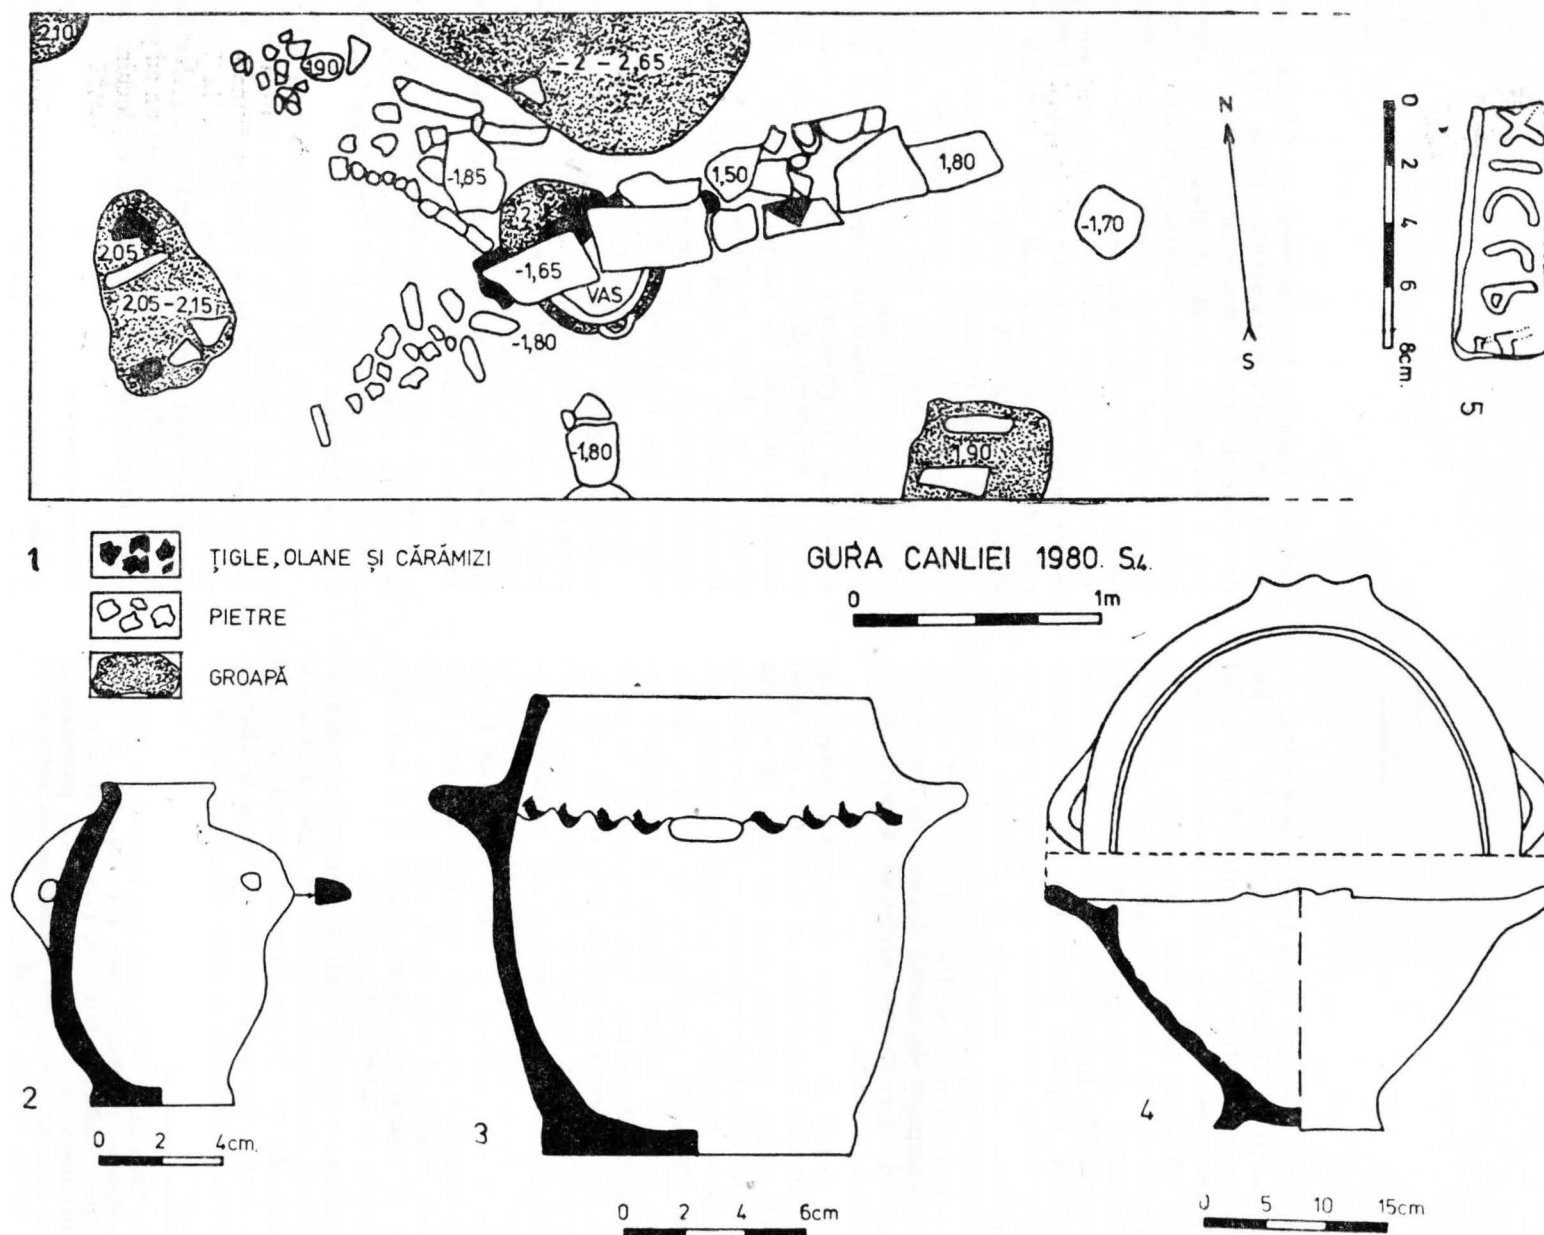 2,10
190
-2 – 2,65
-1,85
1,50
1,80
-1,70
2,05
2,05-2,15
-2
-1,65
VAS
-1,80
-1,80
1,90
N
S
0 2 4 6 8cm.
5
1
ȚIGLE, OLANE ȘI CĂRĂMIZI
PIETRE
GROAPĂ
GURA CANLIEI 1980. S4.
0 1m
2
0 2 4cm.
3
0 2 4 6cm
4
0 5 10 15cm